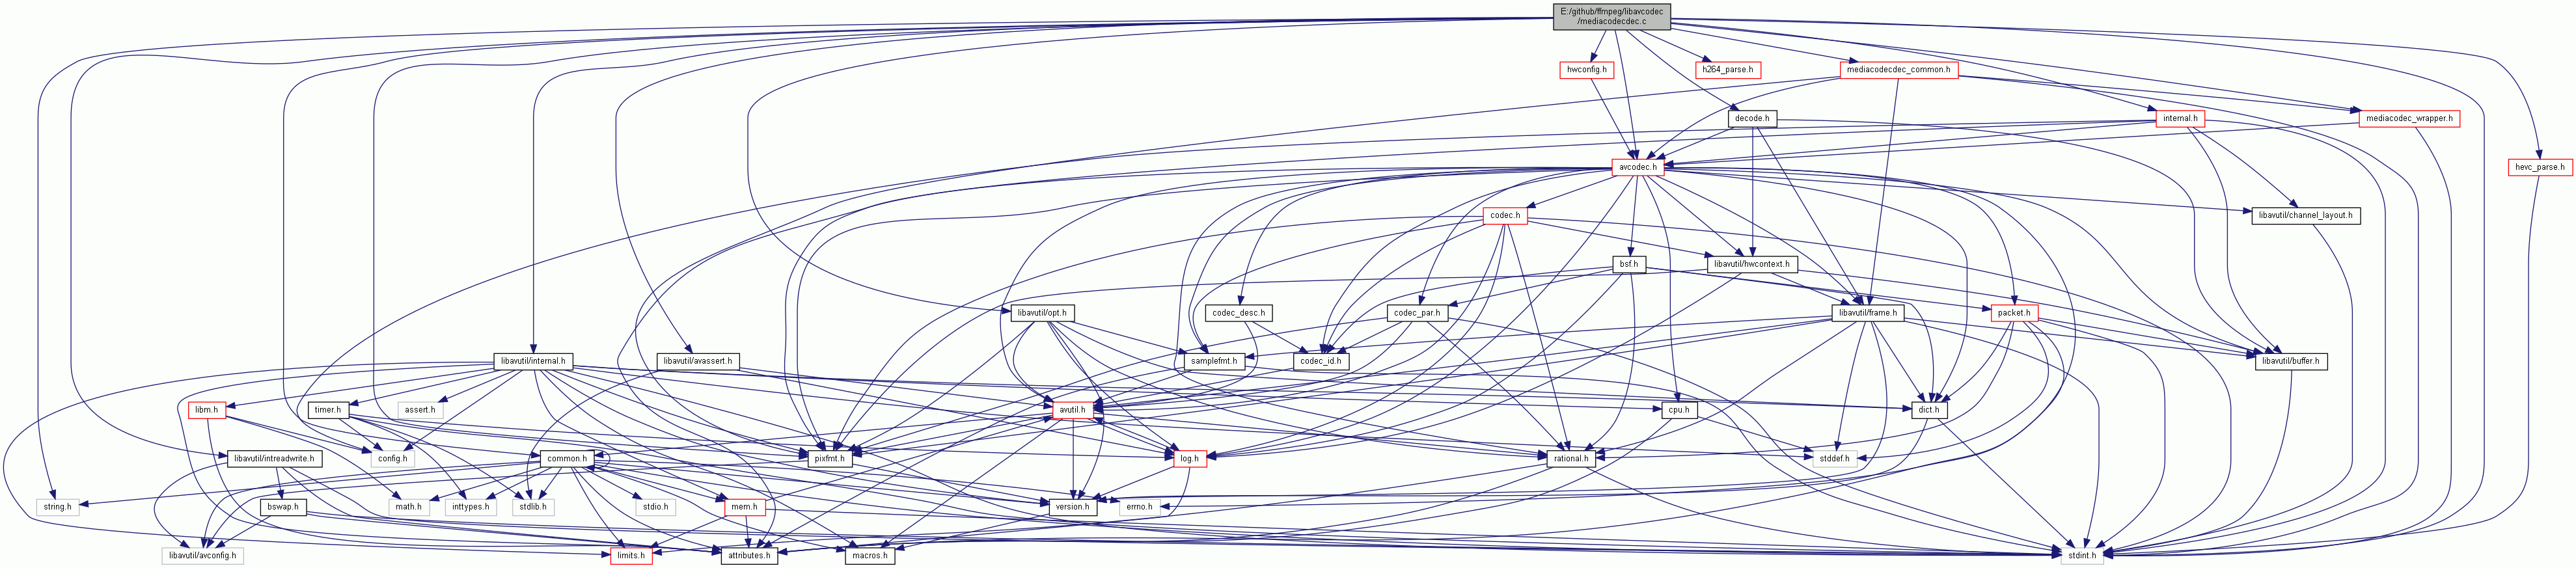 E:/github/ffmpeg/libavcodec
/mediacodecdec.c
hwconfig.h
h264_parse.h
mediacodecdec_common.h
decode.h
internal.h
mediacodec_wrapper.h
avcodec.h
hevc_parse.h
codec.h
libavutil/channel_layout.h
bsf.h
libavutil/hwcontext.h
libavutil/opt.h
codec_desc.h
codec_par.h
libavutil/frame.h
packet.h
libavutil/internal.h
libavutil/avassert.h
samplefmt.h
codec_id.h
libavutil/buffer.h
libm.h
timer.h
assert.h
avutil.h
cpu.h
dict.h
libavutil/intreadwrite.h
config.h
common.h
pixfmt.h
log.h
rational.h
stddef.h
string.h
bswap.h
math.h
inttypes.h
stdlib.h
stdio.h
mem.h
version.h
errno.h
libavutil/avconfig.h
limits.h
attributes.h
macros.h
stdint.h